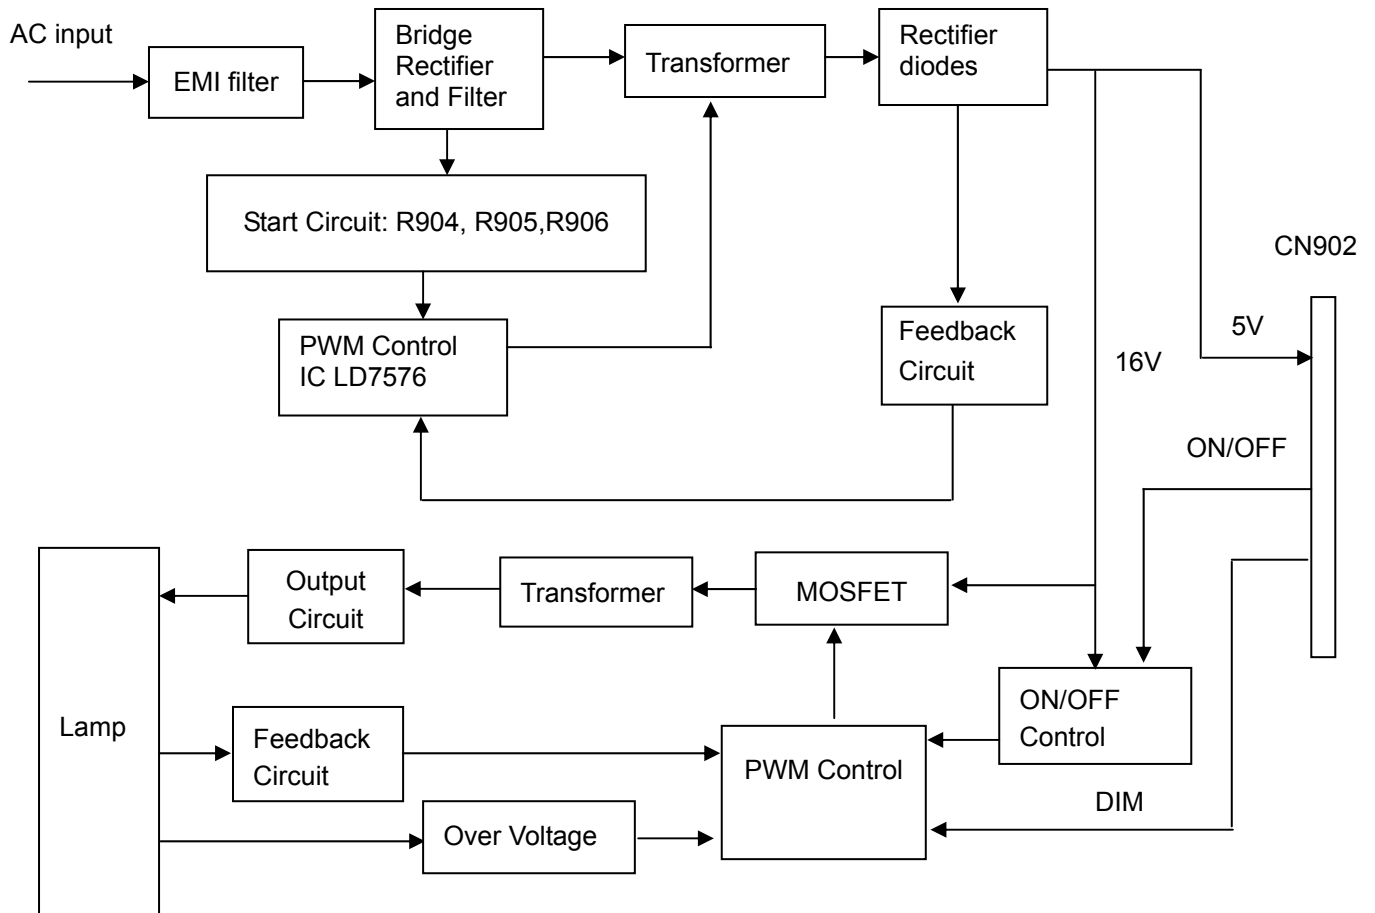 AC input
EMI filter
Bridge
Rectifier
and Filter
Transformer
Rectifier
diodes
Start Circuit: R904, R905,R906
CN902
PWM Control
IC LD7576
Feedback
Circuit
16V
5V
ON/OFF
Output
Circuit
Transformer
MOSFET
Lamp
Feedback
Circuit
PWM Control
ON/OFF
Control
Over Voltage
DIM